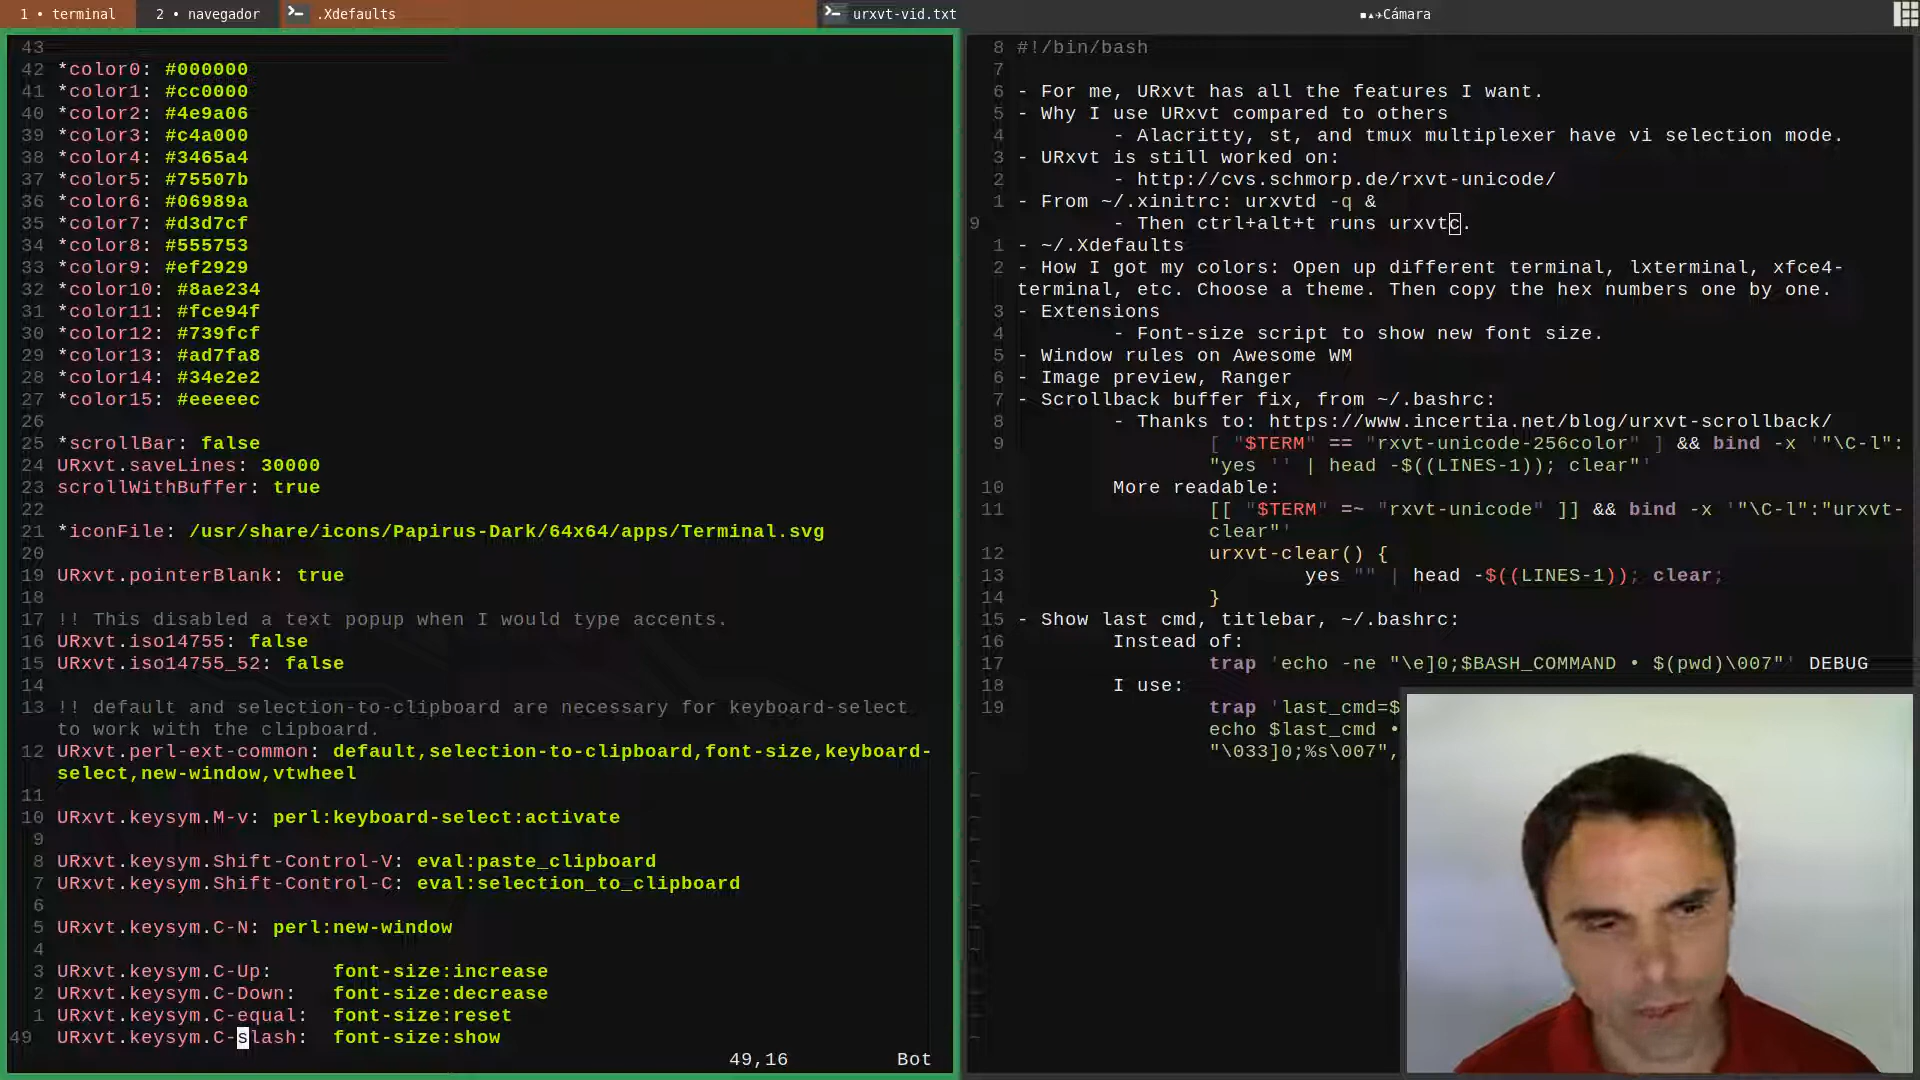 1 • terminal
2 • navegador
.Xdefaults
urxvt-vid.txt
Cámara
43
42 *color0: #000000
41 *color1: #cc0000
40 *color2: #4e9a06
39 *color3: #c4a000
38 *color4: #3465a4
37 *color5: #75507b
36 *color6: #06989a
35 *color7: #d3d7cf
34 *color8: #555753
33 *color9: #ef2929
32 *color10: #8ae234
31 *color11: #fce94f
30 *color12: #739fcf
29 *color13: #ad7fa8
28 *color14: #34e2e2
27 *color15: #eeeeec
26
25 *scrollBar: false
24 URxvt.saveLines: 30000
23 scrollWithBuffer: true
22
21 *iconFile: /usr/share/icons/Papirus-Dark/64x64/apps/Terminal.svg
20
19 URxvt.pointerBlank: true
18
17 !! This disabled a text popup when I would type accents.
16 URxvt.iso14755: false
15 URxvt.iso14755_52: false
14
13 !! default and selection-to-clipboard are necessary for keyboard-select
to work with the clipboard.
12 URxvt.perl-ext-common: default,selection-to-clipboard,font-size,keyboard-
select,new-window,vtwheel
11
10 URxvt.keysym.M-v: perl:keyboard-select:activate
9
8 URxvt.keysym.Shift-Control-V: eval:paste_clipboard
7 URxvt.keysym.Shift-Control-C: eval:selection_to_clipboard
6
5 URxvt.keysym.C-N: perl:new-window
4
3 URxvt.keysym.C-Up: font-size:increase
2 URxvt.keysym.C-Down: font-size:decrease
1 URxvt.keysym.C-equal: font-size:reset
49 URxvt.keysym.C-slash: font-size:show
49,16 Bot
8 #!/bin/bash
7
6 - For me, URxvt has all the features I want.
5 - Why I use URxvt compared to others
4 - Alacritty, st, and tmux multiplexer have vi selection mode.
3 - URxvt is still worked on:
2 - http://cvs.schmorp.de/rxvt-unicode/
1 - From ~/.xinitrc: urxvtd -q &
9 - Then ctrl+alt+t runs urxvtc.
1 - ~/.Xdefaults
2 - How I got my colors: Open up different terminal, lxterminal, xfce4-
terminal, etc. Choose a theme. Then copy the hex numbers one by one.
3 - Extensions
4 - Font-size script to show new font size.
5 - Window rules on Awesome WM
6 - Image preview, Ranger
7 - Scrollback buffer fix, from ~/.bashrc:
8 - Thanks to: https://www.incertia.net/blog/urxvt-scrollback/
9 [ "$TERM" == "rxvt-unicode-256color" ] && bind -x '"\C-l":
"yes '' | head -$((LINES-1)); clear"'
10 More readable:
11 [[ "$TERM" =~ "rxvt-unicode" ]] && bind -x '"\C-l":"urxvt-
clear"'
12 urxvt-clear() {
13 yes "" | head -$((LINES-1)); clear;
14 }
15 - Show last cmd, titlebar, ~/.bashrc:
16 Instead of:
17 trap 'echo -ne "\e]0;$BASH_COMMAND • $(pwd)\007"' DEBUG
18 I use:
19 trap 'last_cmd=$
echo $last_cmd •
"\033]0;%s\007",